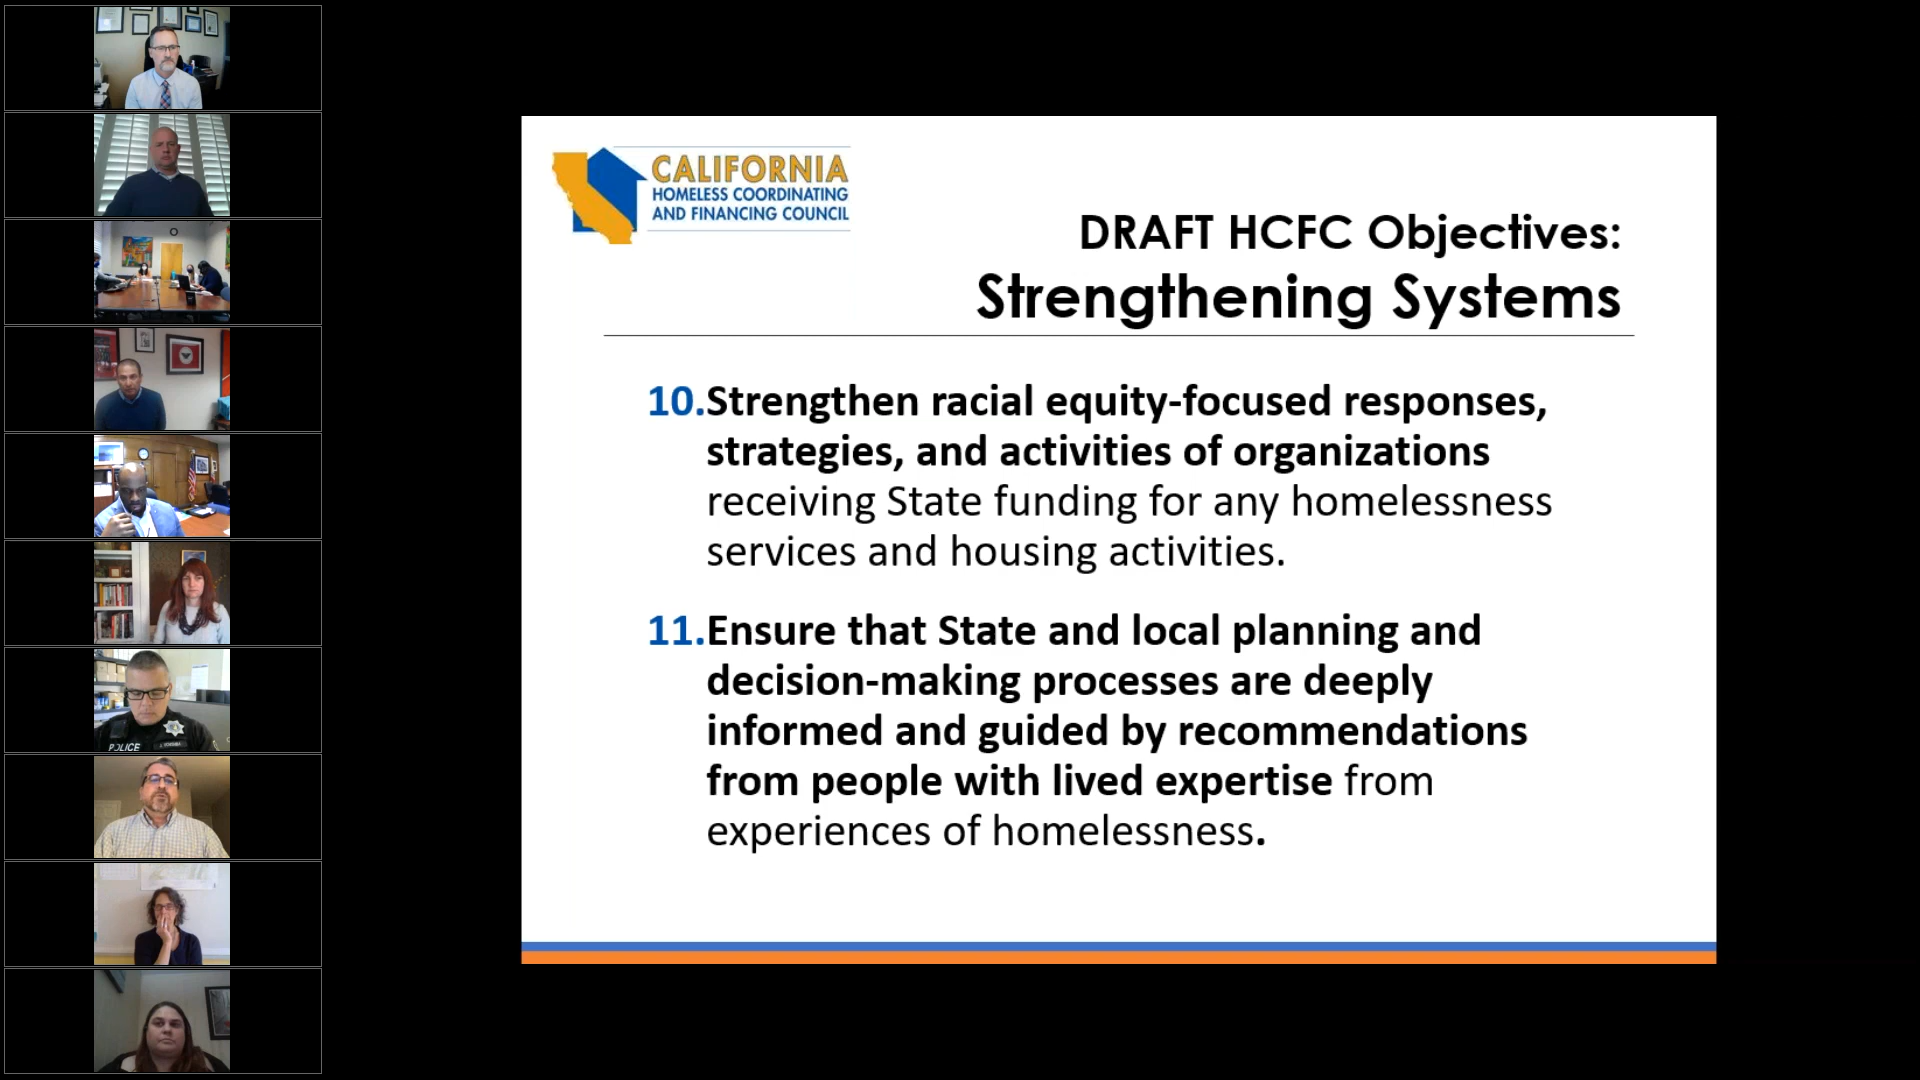 CALIFORNIA
HOMELESS COORDINATING
AND FINANCING COUNCIL
DRAFT HCFC Objectives:
Strengthening Systems
10.Strengthen racial equity-focused responses,
strategies, and activities of organizations
receiving State funding for any homelessness
services and housing activities.
11.Ensure that State and local planning and
decision-making processes are deeply
informed and guided by recommendations
from people with lived expertise from
experiences of homelessness.
POLICE